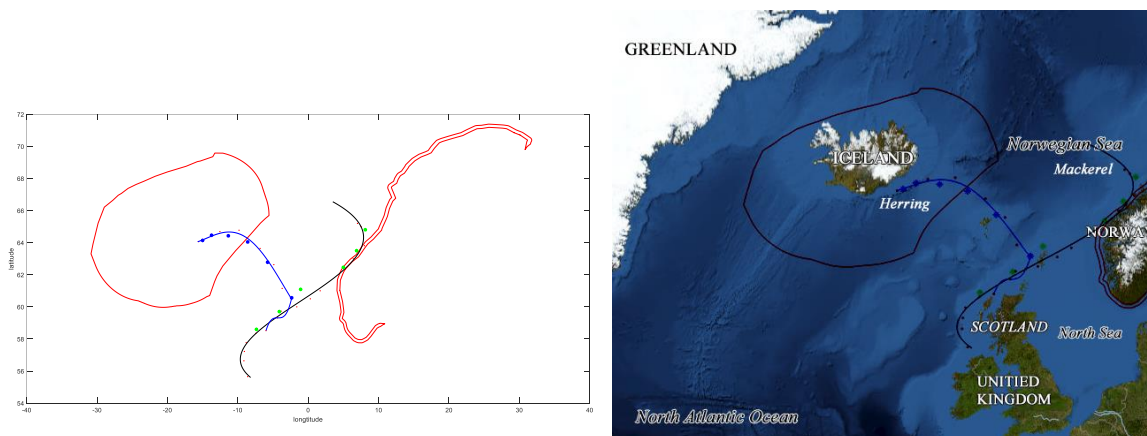 72
70
68
66
64
62
60
58
56
54
-40
-30
-20
-10
0
10
20
30
40
latitude
longtitude
GREENLAND
ICELAND
Norwegian Sea
Mackerel
Herring
NORWA
SCOTLAND
North Sea
UNITIED
KINGDOM
North Atlantic Ocean